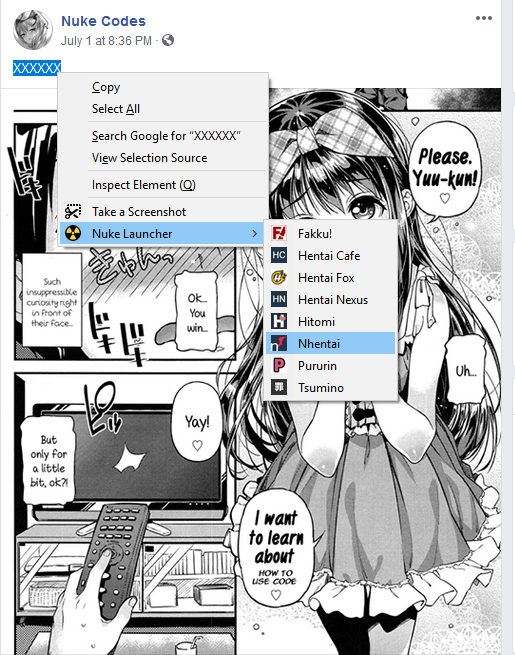 Nuke Codes
July 1 at 8:36 PM ·
XXXXXX
Copy
Select All
Search Google for "XXXXXX"
View Selection Source
Inspect Element (Q)
Take a Screenshot
Nuke Launcher
Fakku!
HC Hentai Cafe
Hentai Fox
HN Hentai Nexus
Hitomi
Nhentai
Pururin
Tsumino
Please.
Yuu-kun!
Such
insuppressible
curiosity right
in front of
their face...
Ok...
You
win...
Uh...
Yay!
But
only for
a little
bit, ok?!
I want
to learn
about
HOW TO
USE CODE